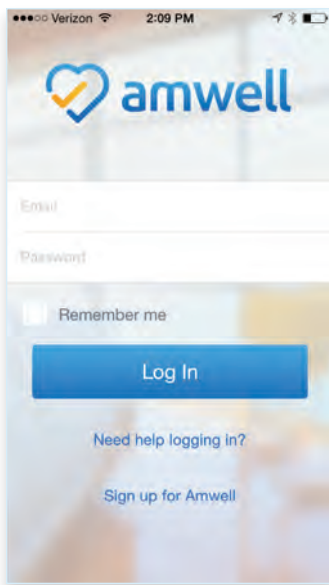 Verizon 2:09 PM
amwell
Email
Password
Remember me
Log In
Need help logging in?
Sign up for Amwell